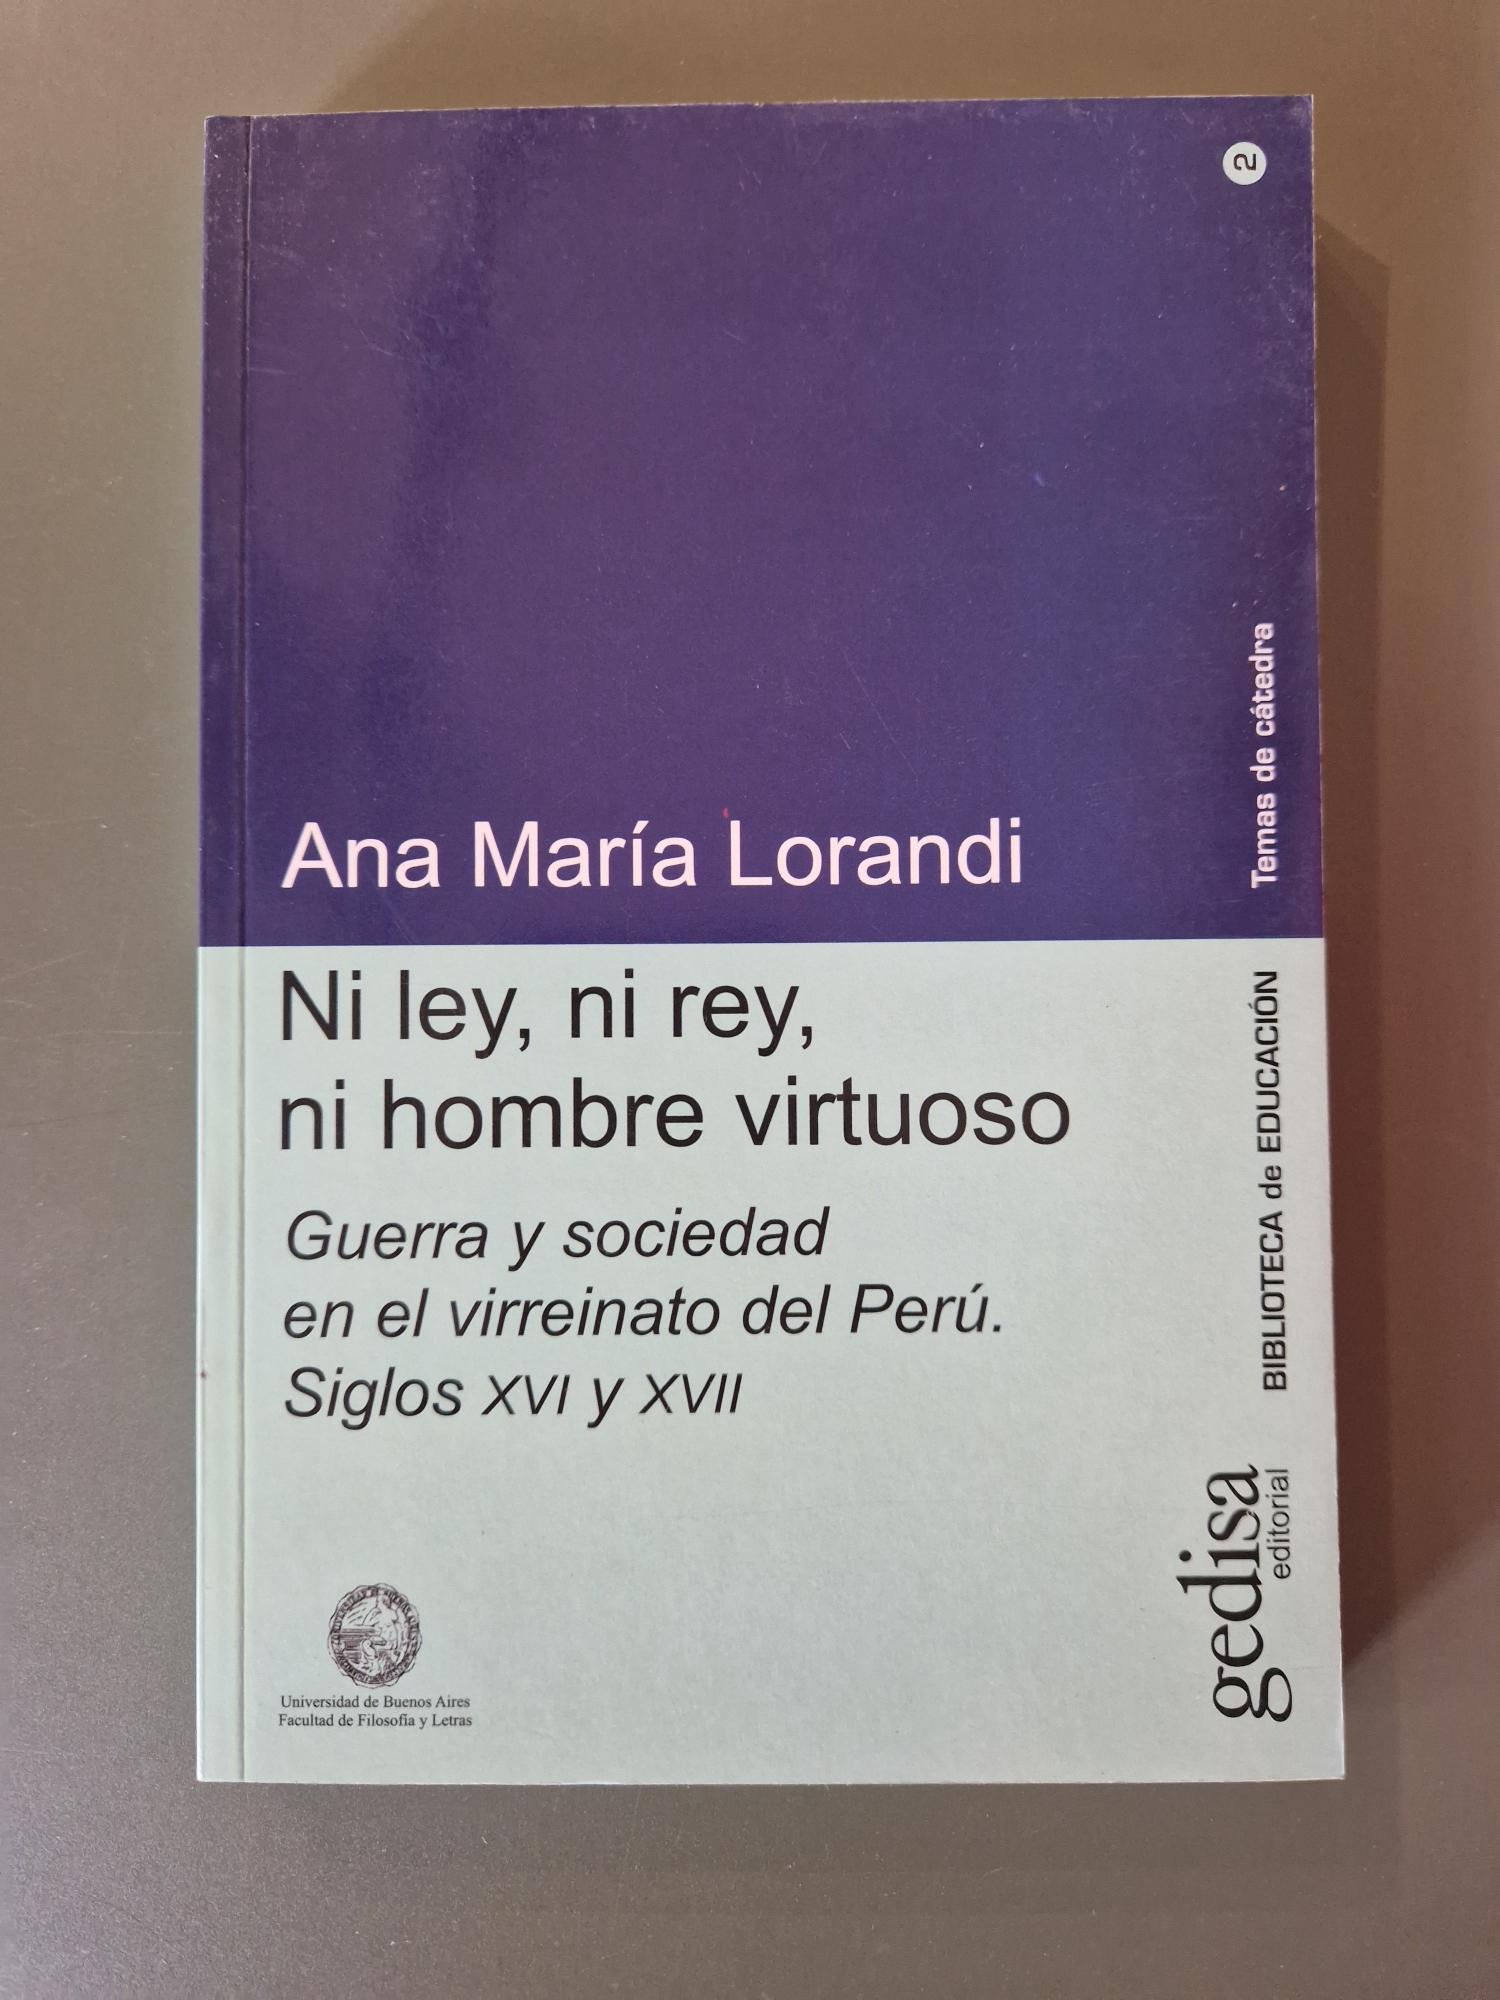 2
Temas de cátedra
Ana María Lorandi
Ni ley, ni rey,
ni hombre virtuoso
Guerra y sociedad
en el virreinato del Perú.
Siglos XVI y XVII
BIBLIOTECA de EDUCACIÓN
gedisa
editorial
Universidad de Buenos Aires
Facultad de Filosofía y Letras